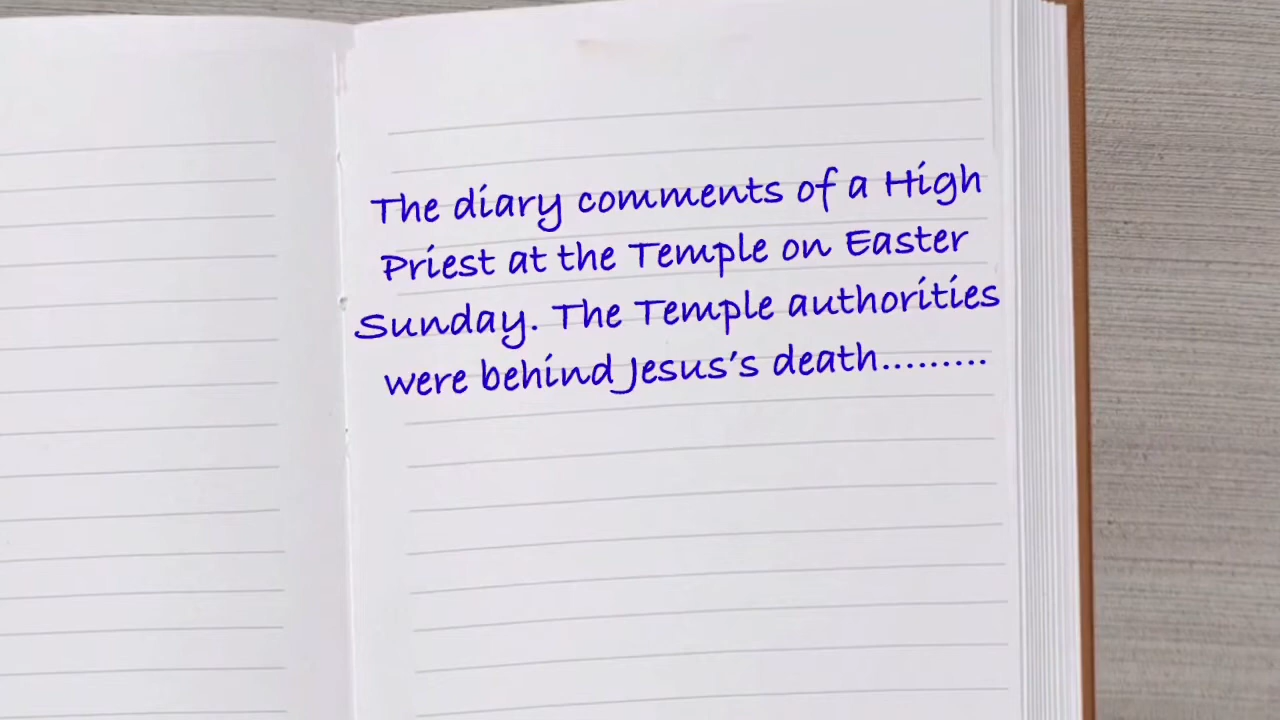 The diary comments of a High
Priest at the Temple on Easter
Sunday. The Temple authorities
were behind Jesus's death.........